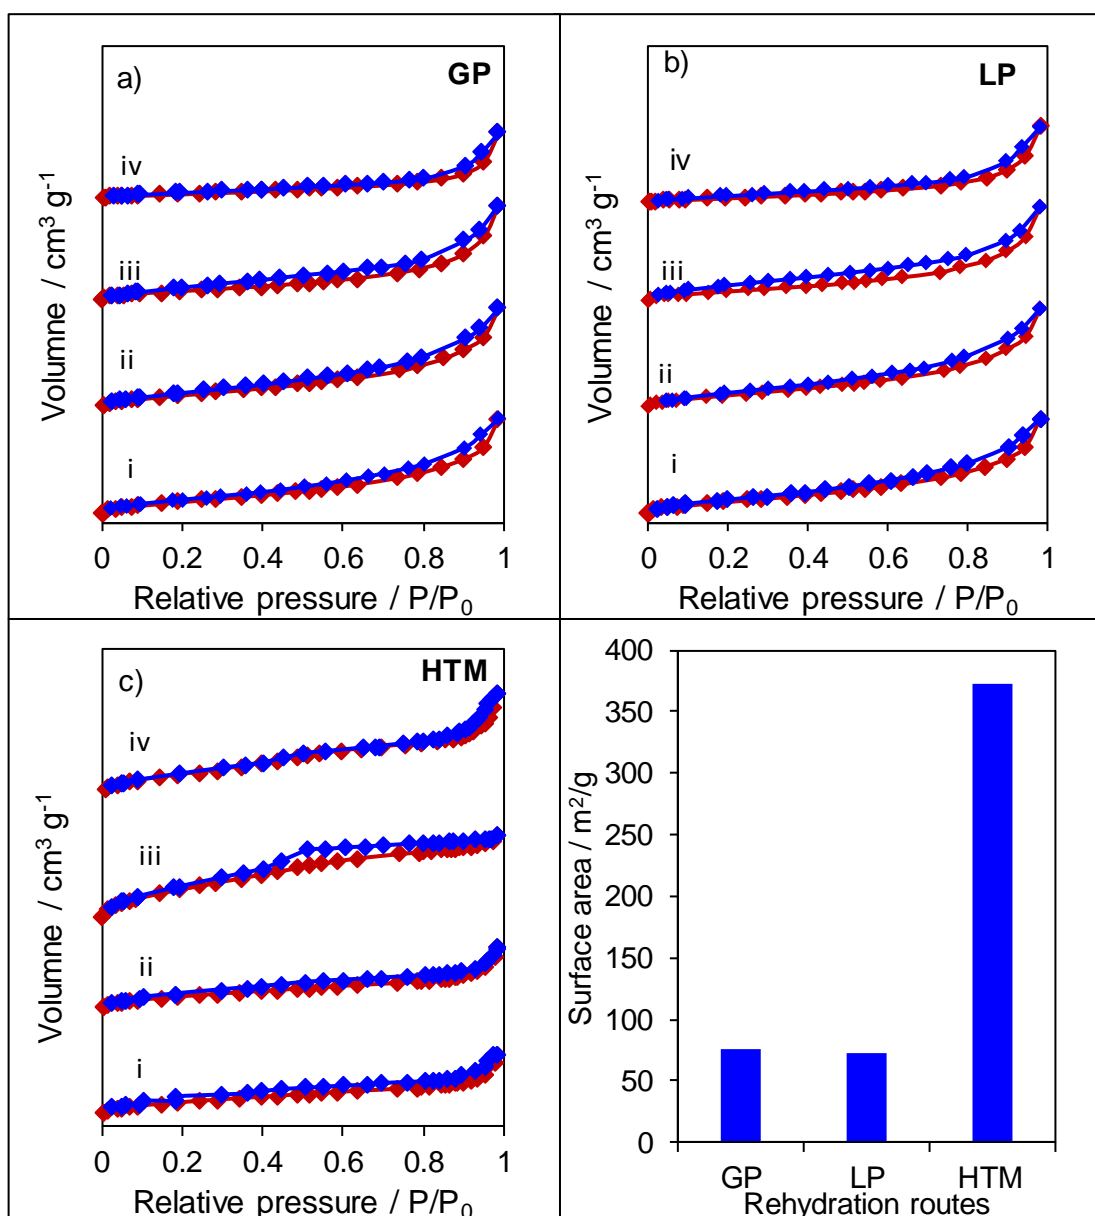 a)
GP
iv
iii
ii
i
Volumne / cm³ g⁻¹
0 0.2 0.4 0.6 0.8 1
Relative pressure / P/P₀
b)
LP
iv
iii
ii
i
Volumne / cm³ g⁻¹
0 0.2 0.4 0.6 0.8 1
Relative pressure / P/P₀
c)
HTM
iv
iii
ii
i
Volumne / cm³ g⁻¹
0 0.2 0.4 0.6 0.8 1
Relative pressure / P/P₀
400
350
300
250
200
150
100
50
0
Surface area / m²/g
GP LP HTM
Rehydration routes